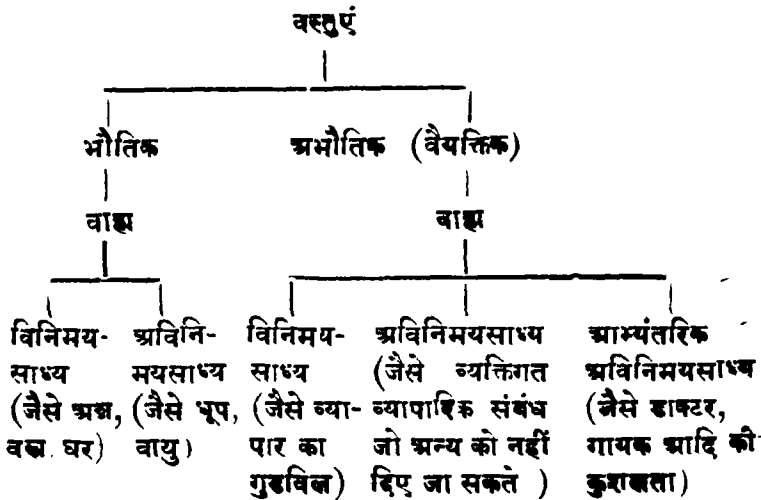 वस्तुएं
भौतिक अभौतिक (वैयक्तिक)
वाह्य वाह्य
विनिमय- अविनि- विनिमय- अविनिमयसाध्य आभ्यंतरिक
साध्य मयसाध्य साध्य (जैसे व्यक्तिगत अविनिमयसाध्य
(जैसे अन्न, (जैसे धूप, (जैसे व्या- व्यापारिक संबंध (जैसे डाक्टर,
वस्त्र. घर) वायु) पार का जो अन्य को नहीं गायक आदि की
गुडविल) दिए जा सकते ) कुशलता)